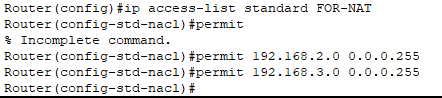 Router(config)#ip access-list standard FOR-NAT
Router(config-std-nacl)#permit
% Incomplete command.
Router(config-std-nacl)#permit 192.168.2.0 0.0.0.255
Router(config-std-nacl)#permit 192.168.3.0 0.0.0.255
Router(config-std-nacl)#